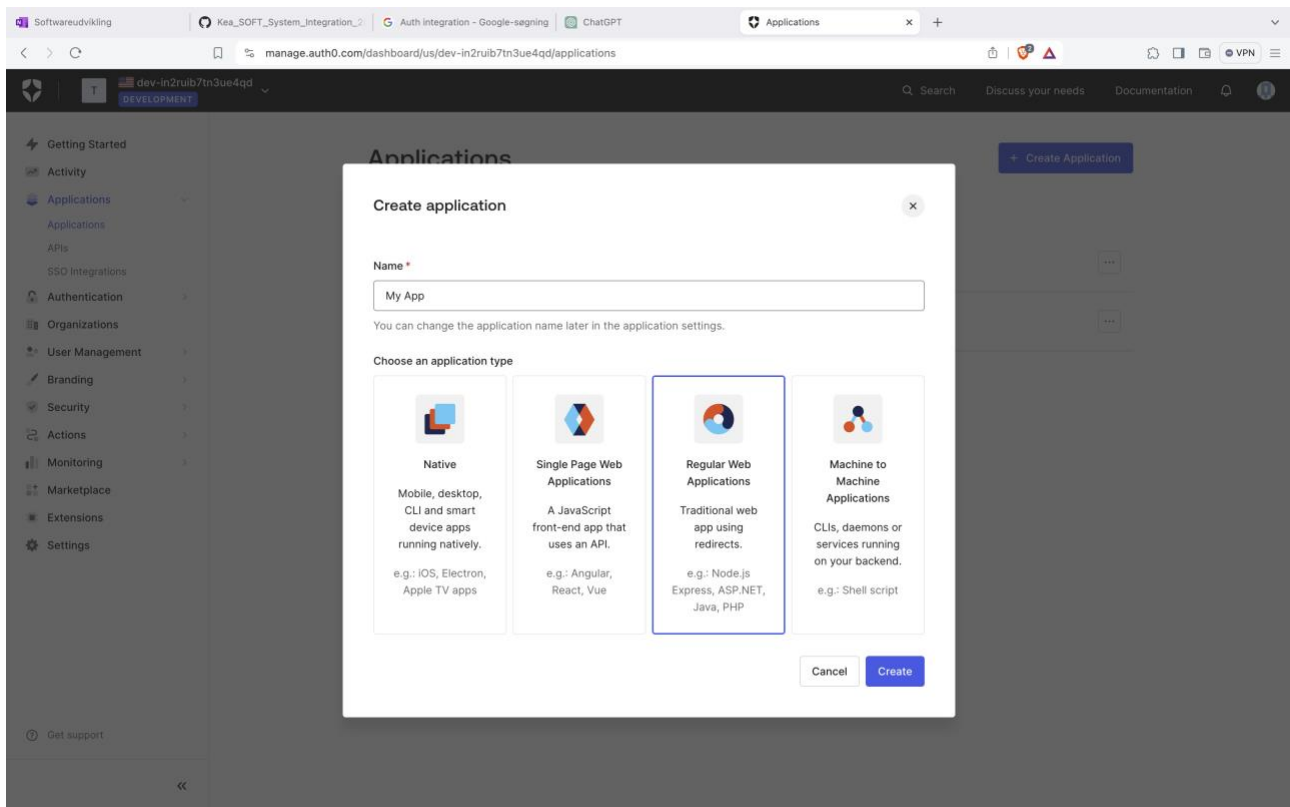 Softwareudvikling
Kea_SOFT_System_Integration_2
Auth integration - Google-søgning
ChatGPT
Applications
manage.auth0.com/dashboard/us/dev-in2ruib7tn3ue4qd/applications
2
VPN
T
dev-in2ruib7tn3ue4qd
DEVELOPMENT
Search
Discuss your needs
Documentation
Getting Started
Activity
Applications
Applications
APIs
SSO Integrations
Authentication
Organizations
User Management
Branding
Security
Actions
Monitoring
Marketplace
Extensions
Settings
Get support
Applications
+ Create Application
Create application
Name *
My App
You can change the application name later in the application settings.
Choose an application type
Native
Mobile, desktop,
CLI and smart
device apps
running natively.
e.g.: iOS, Electron,
Apple TV apps
Single Page Web
Applications
A JavaScript
front-end app that
uses an API.
e.g.: Angular,
React, Vue
Regular Web
Applications
Traditional web
app using
redirects.
e.g.: Node.js
Express, ASP.NET,
Java, PHP
Machine to
Machine
Applications
CLIs, daemons or
services running
on your backend.
e.g.: Shell script
Cancel
Create